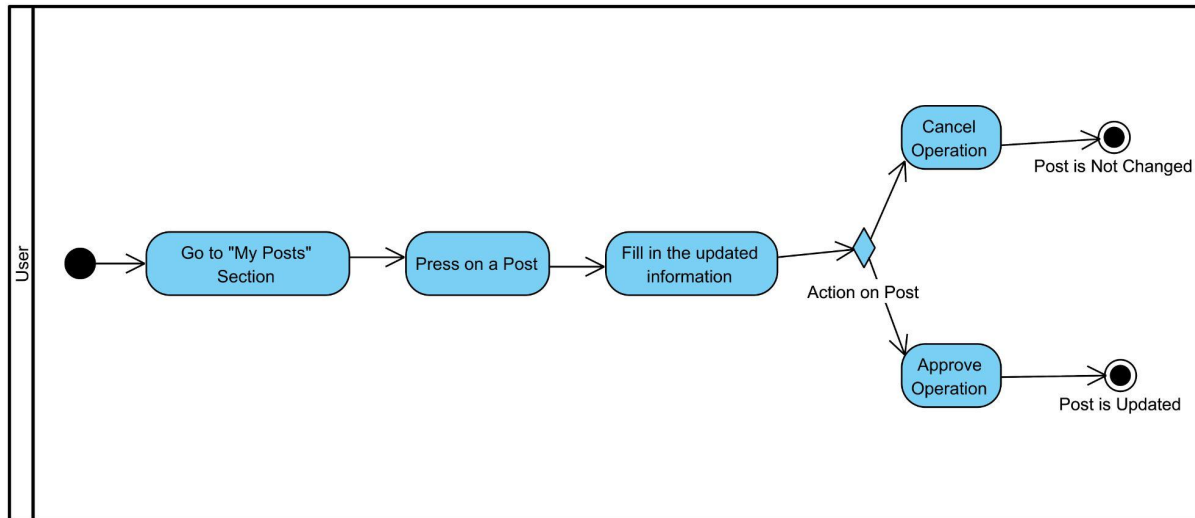 User
Go to "My Posts"
Section
Press on a Post
Fill in the updated
information
Action on Post
Cancel
Operation
Post is Not Changed
Approve
Operation
Post is Updated